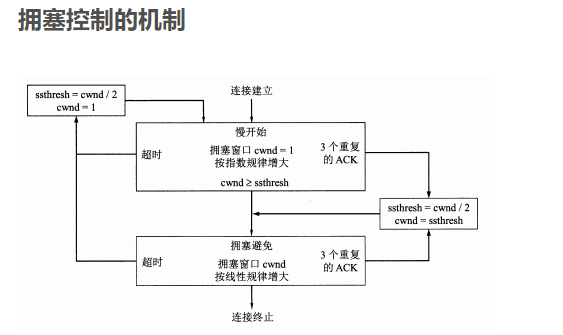 拥塞控制的机制
连接建立
ssthresh = cwnd / 2
cwnd = 1
慢开始
超时
拥塞窗口 cwnd = 1
按指数规律增大
cwnd ≥ ssthresh
3 个重复
的 ACK
ssthresh = cwnd / 2
cwnd = ssthresh
拥塞避免
超时
拥塞窗口 cwnd
按线性规律增大
3 个重复
的 ACK
连接终止